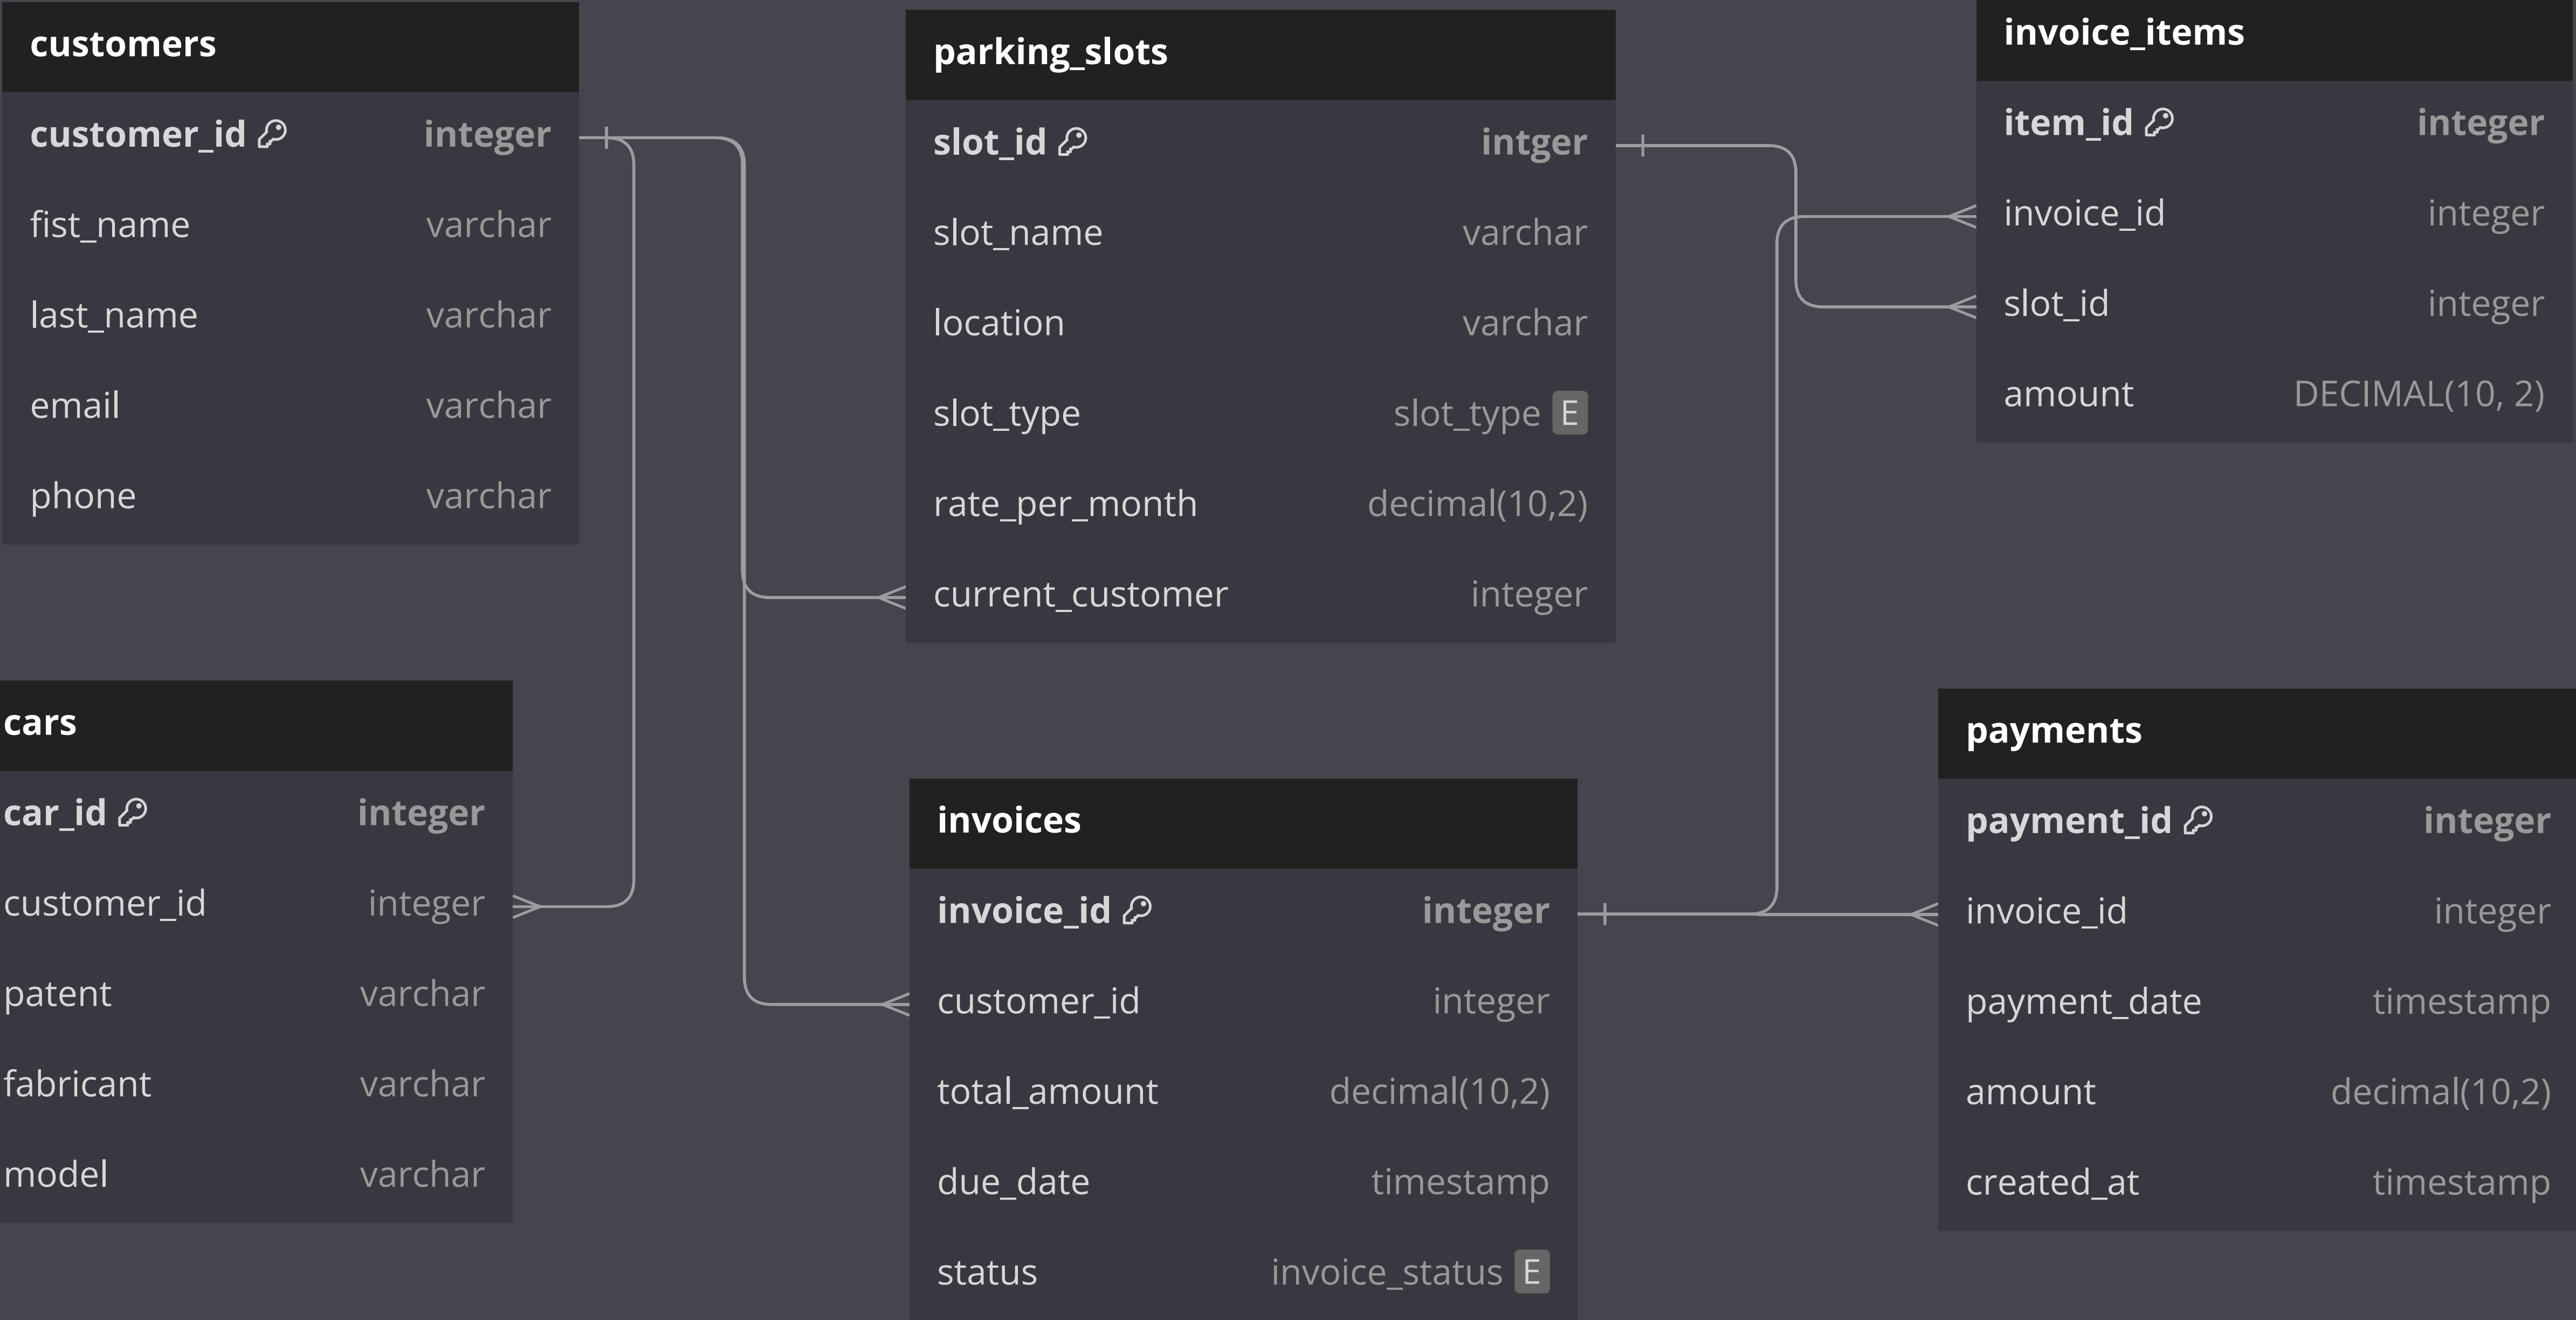 customers
customer_id integer
fist_name varchar
last_name varchar
email varchar
phone varchar
parking_slots
slot_id intger
slot_name varchar
location varchar
slot_type slot_type E
rate_per_month decimal(10,2)
current_customer integer
invoice_items
item_id integer
invoice_id integer
slot_id integer
amount DECIMAL(10, 2)
cars
car_id integer
customer_id integer
patent varchar
fabricant varchar
model varchar
invoices
invoice_id integer
customer_id integer
total_amount decimal(10,2)
due_date timestamp
status invoice_status E
payments
payment_id integer
invoice_id integer
payment_date timestamp
amount decimal(10,2)
created_at timestamp